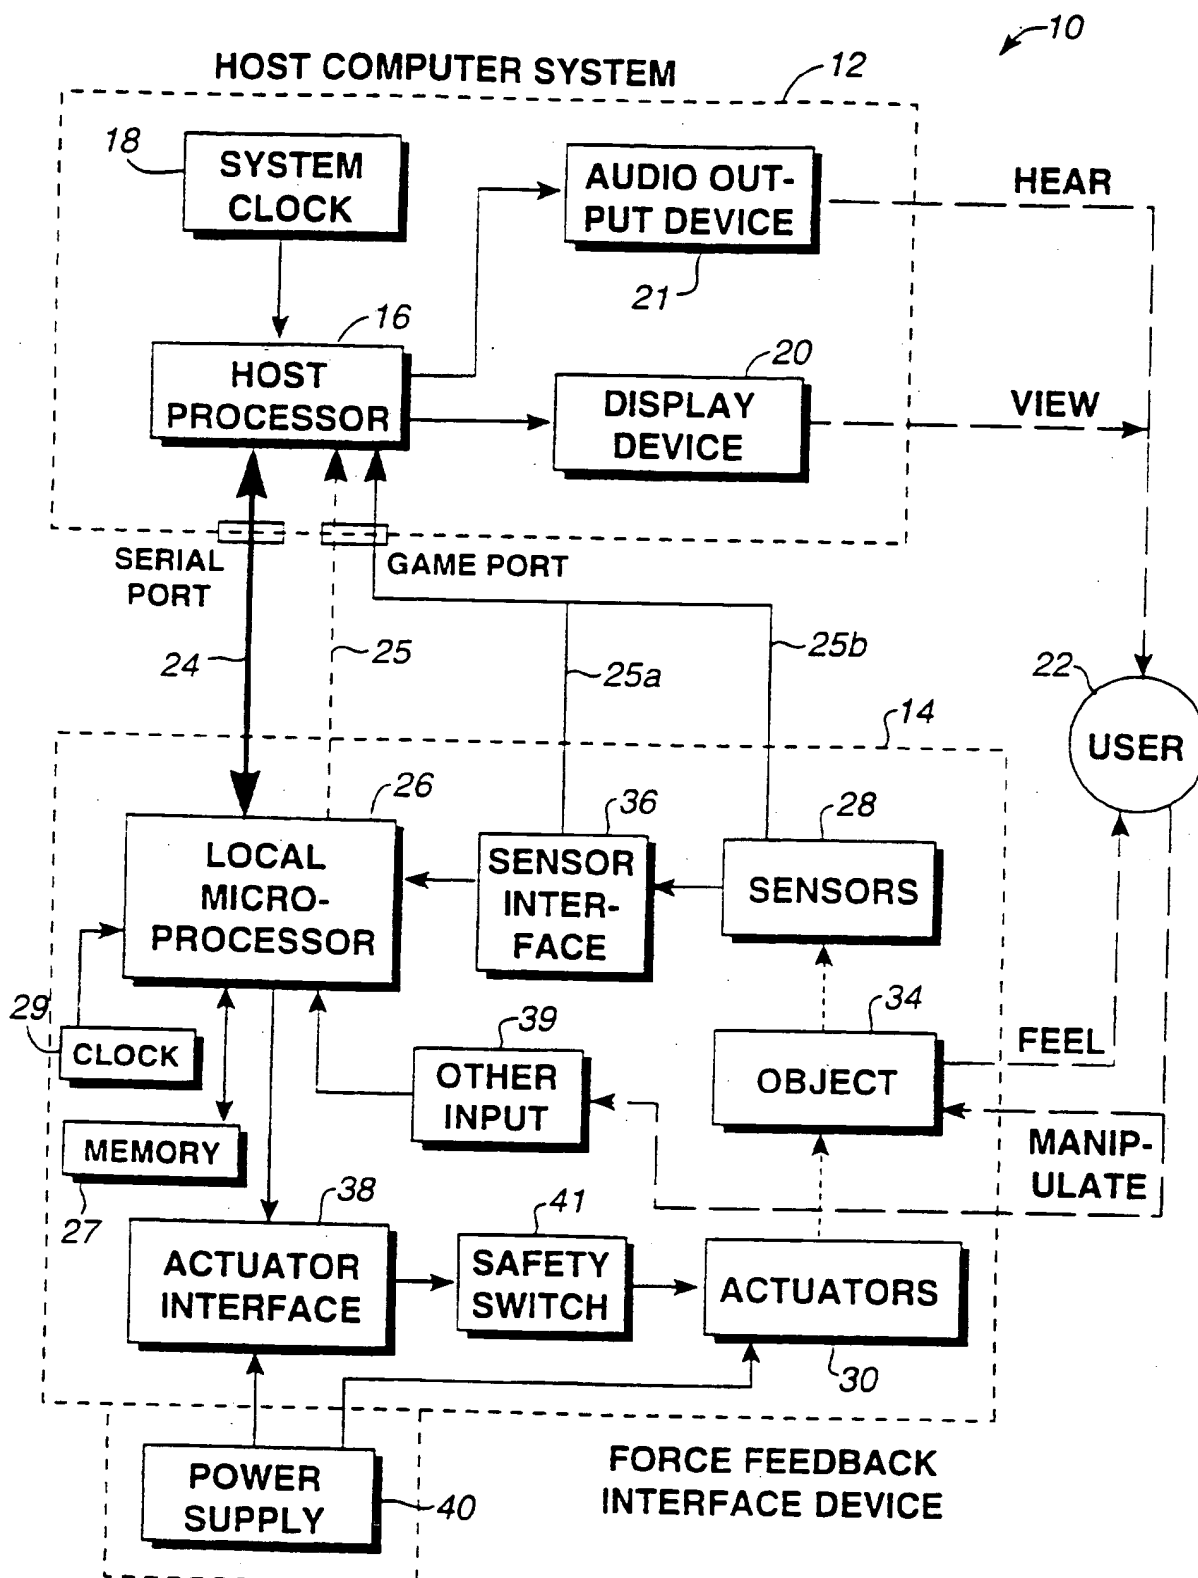 10
HOST COMPUTER SYSTEM
12
18
SYSTEM
CLOCK
AUDIO OUT-
PUT DEVICE
21
HEAR
16
HOST
PROCESSOR
20
DISPLAY
DEVICE
VIEW
SERIAL
PORT
GAME PORT
24
25
25a
25b
22
USER
14
26
LOCAL
MICRO-
PROCESSOR
36
SENSOR
INTER-
FACE
28
SENSORS
29
CLOCK
39
OTHER
INPUT
34
OBJECT
FEEL
MEMORY
27
MANIP-
ULATE
38
ACTUATOR
INTERFACE
41
SAFETY
SWITCH
ACTUATORS
30
POWER
SUPPLY
40
FORCE FEEDBACK
INTERFACE DEVICE